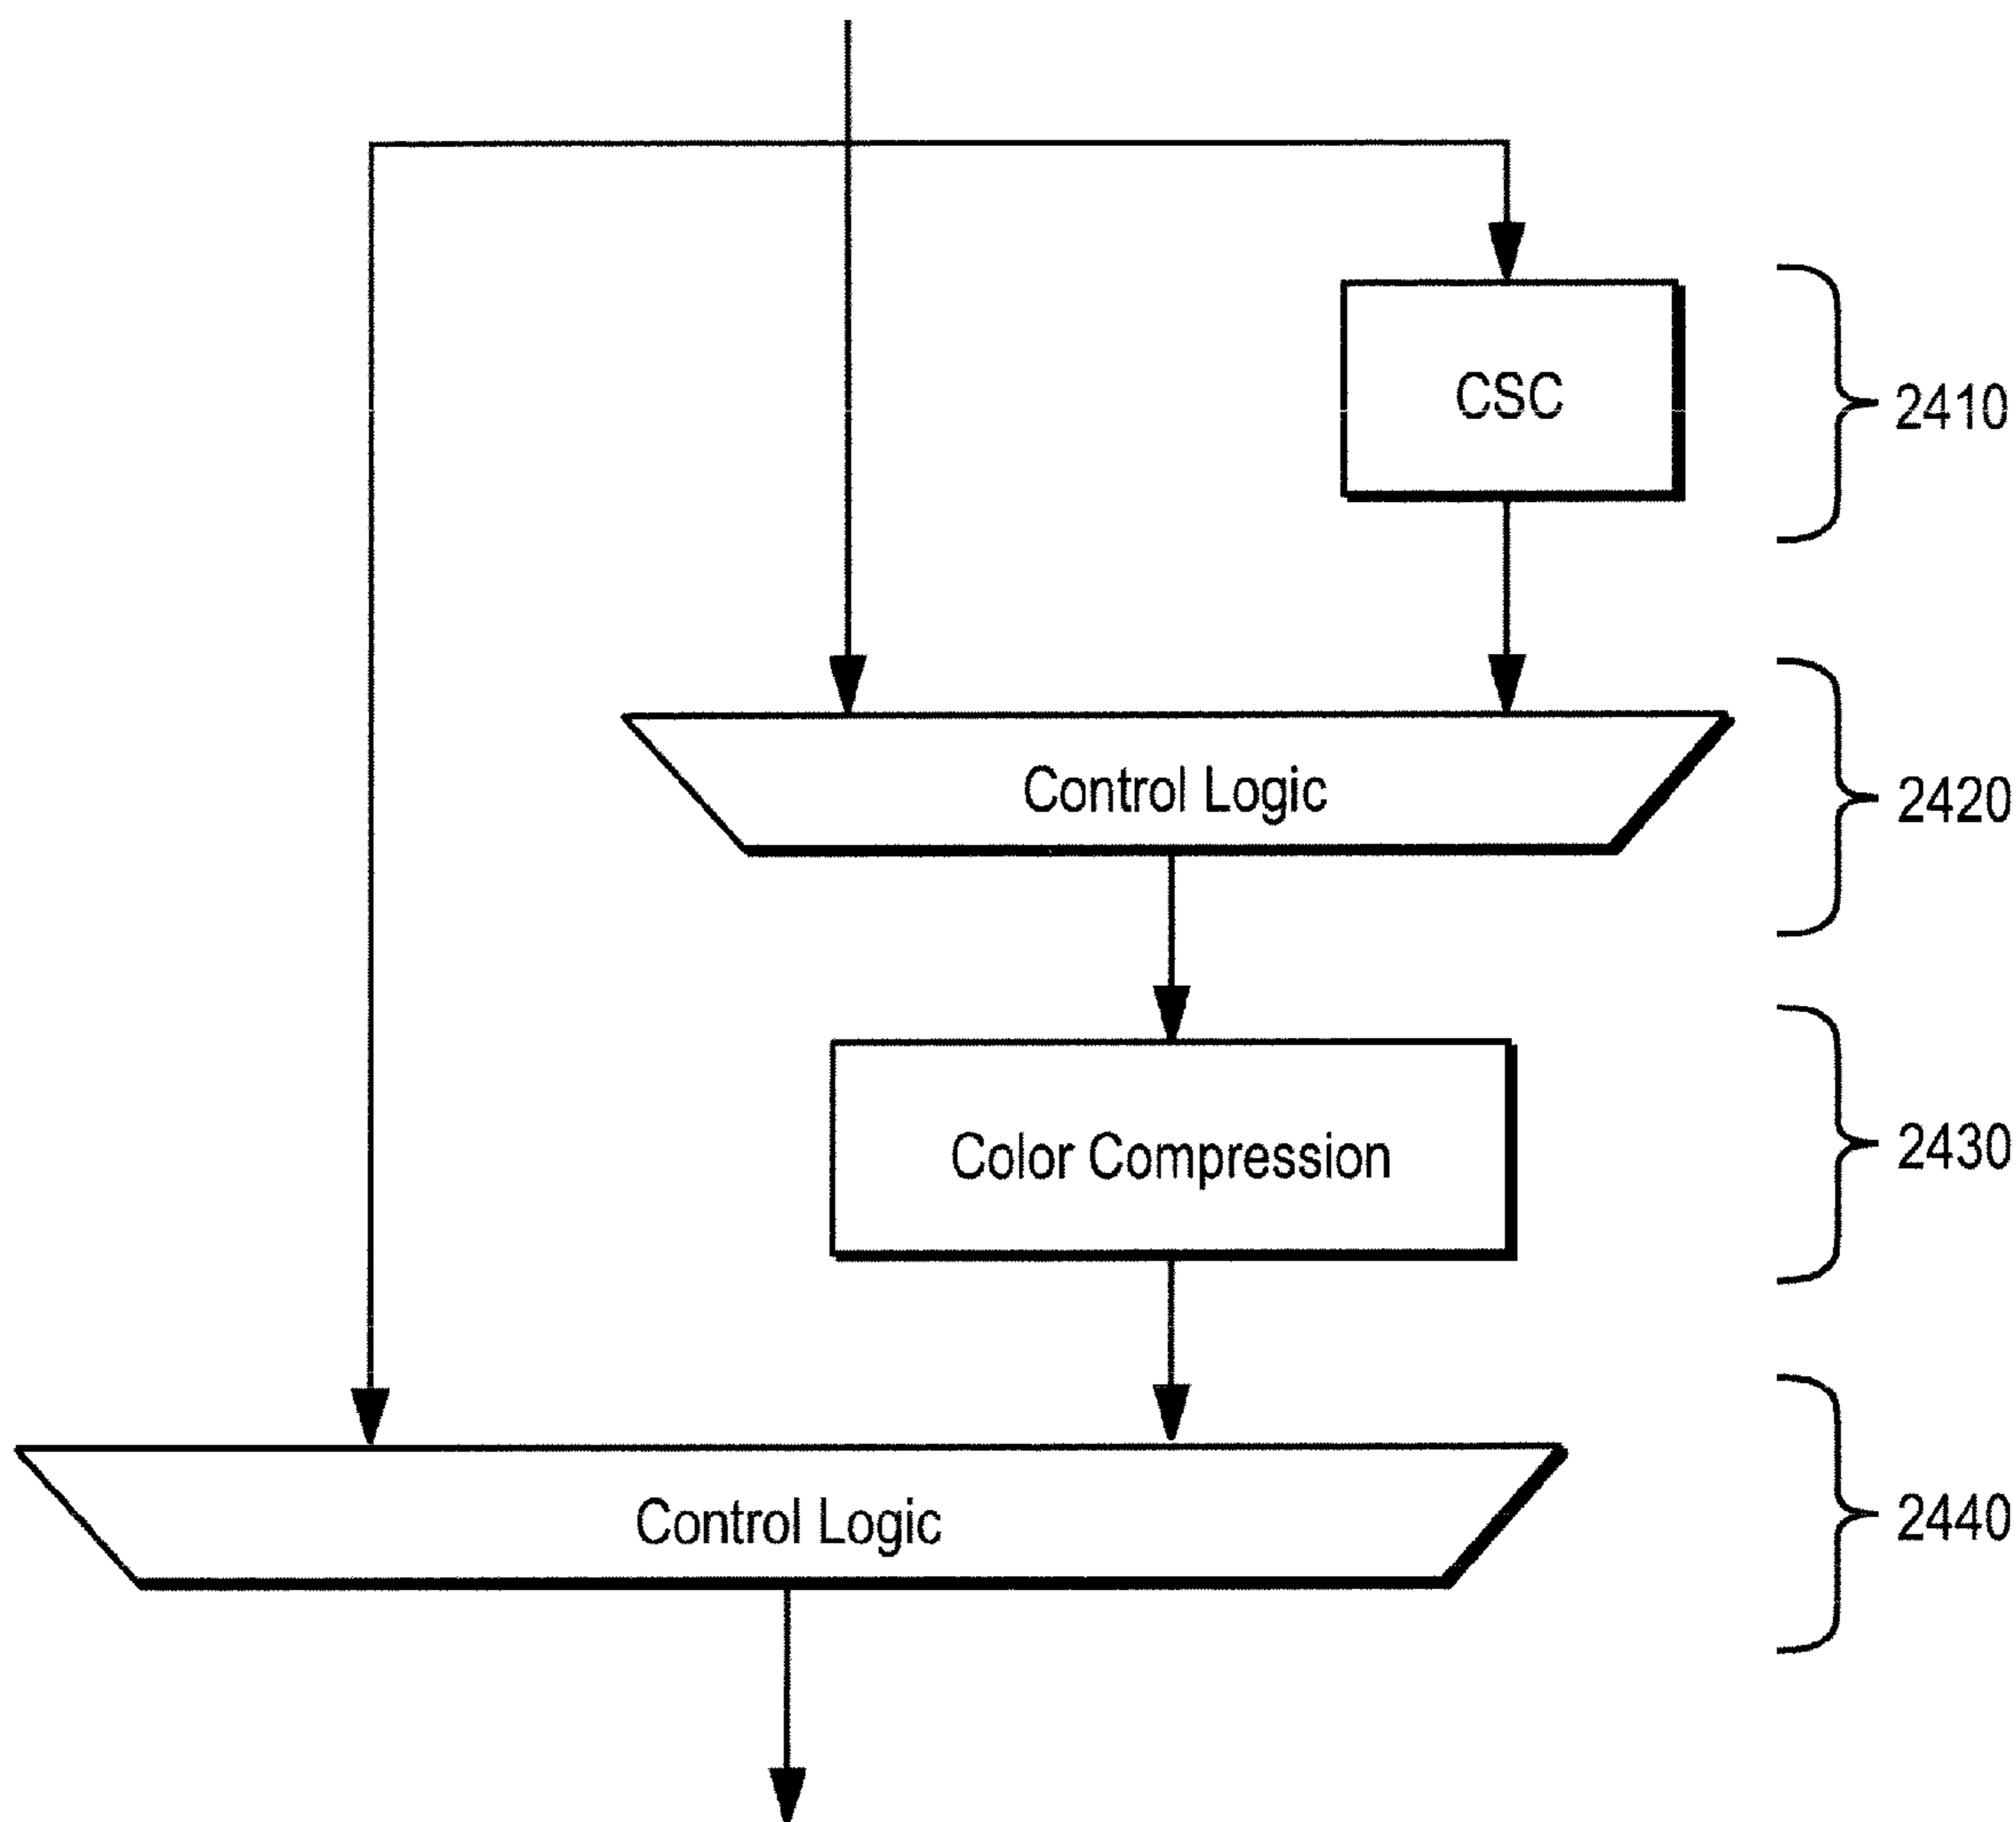 CSC
2410
Control Logic
2420
Color Compression
2430
Control Logic
2440